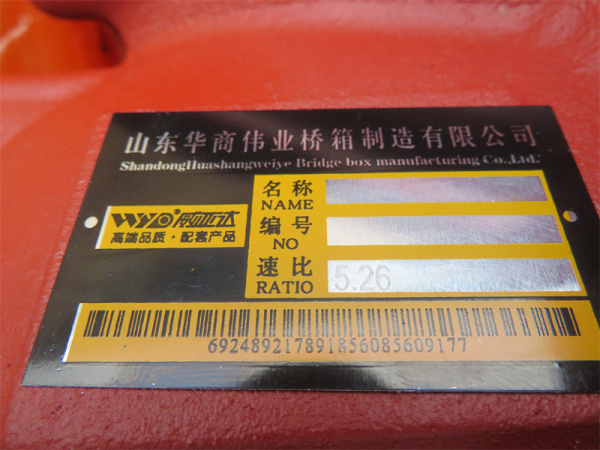 山东华商伟业桥箱制造有限公司
ShandongHuashangweiye Bridge box manufacturing Co.,Ltd.
名称
NAME
编号
NO
速比
RATIO 5.26
WYO
高端品质·配套产品
692489217891856085609177